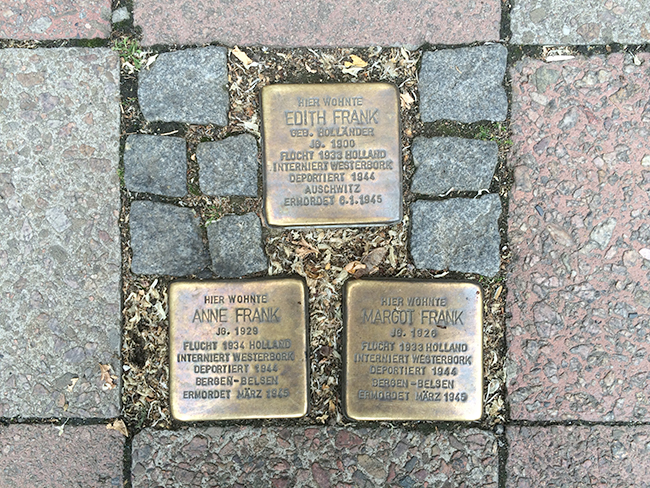 HIER WOHNTE
EDITH FRANK
GEB. HOLLÄNDER
JG. 1900
FLUCHT 1933 HOLLAND
INTERNIERT WESTERBORK
DEPORTIERT 1944
AUSCHWITZ
ERMORDET 6.1.1945
HIER WOHNTE
ANNE FRANK
JG. 1929
FLUCHT 1934 HOLLAND
INTERNIERT WESTERBORK
DEPORTIERT 1944
BERGEN-BELSEN
ERMORDET MÄRZ 1945
HIER WOHNTE
MARGOT FRANK
JG. 1926
FLUCHT 1933 HOLLAND
INTERNIERT WESTERBORK
DEPORTIERT 1944
BERGEN-BELSEN
ERMORDET MÄRZ 1945